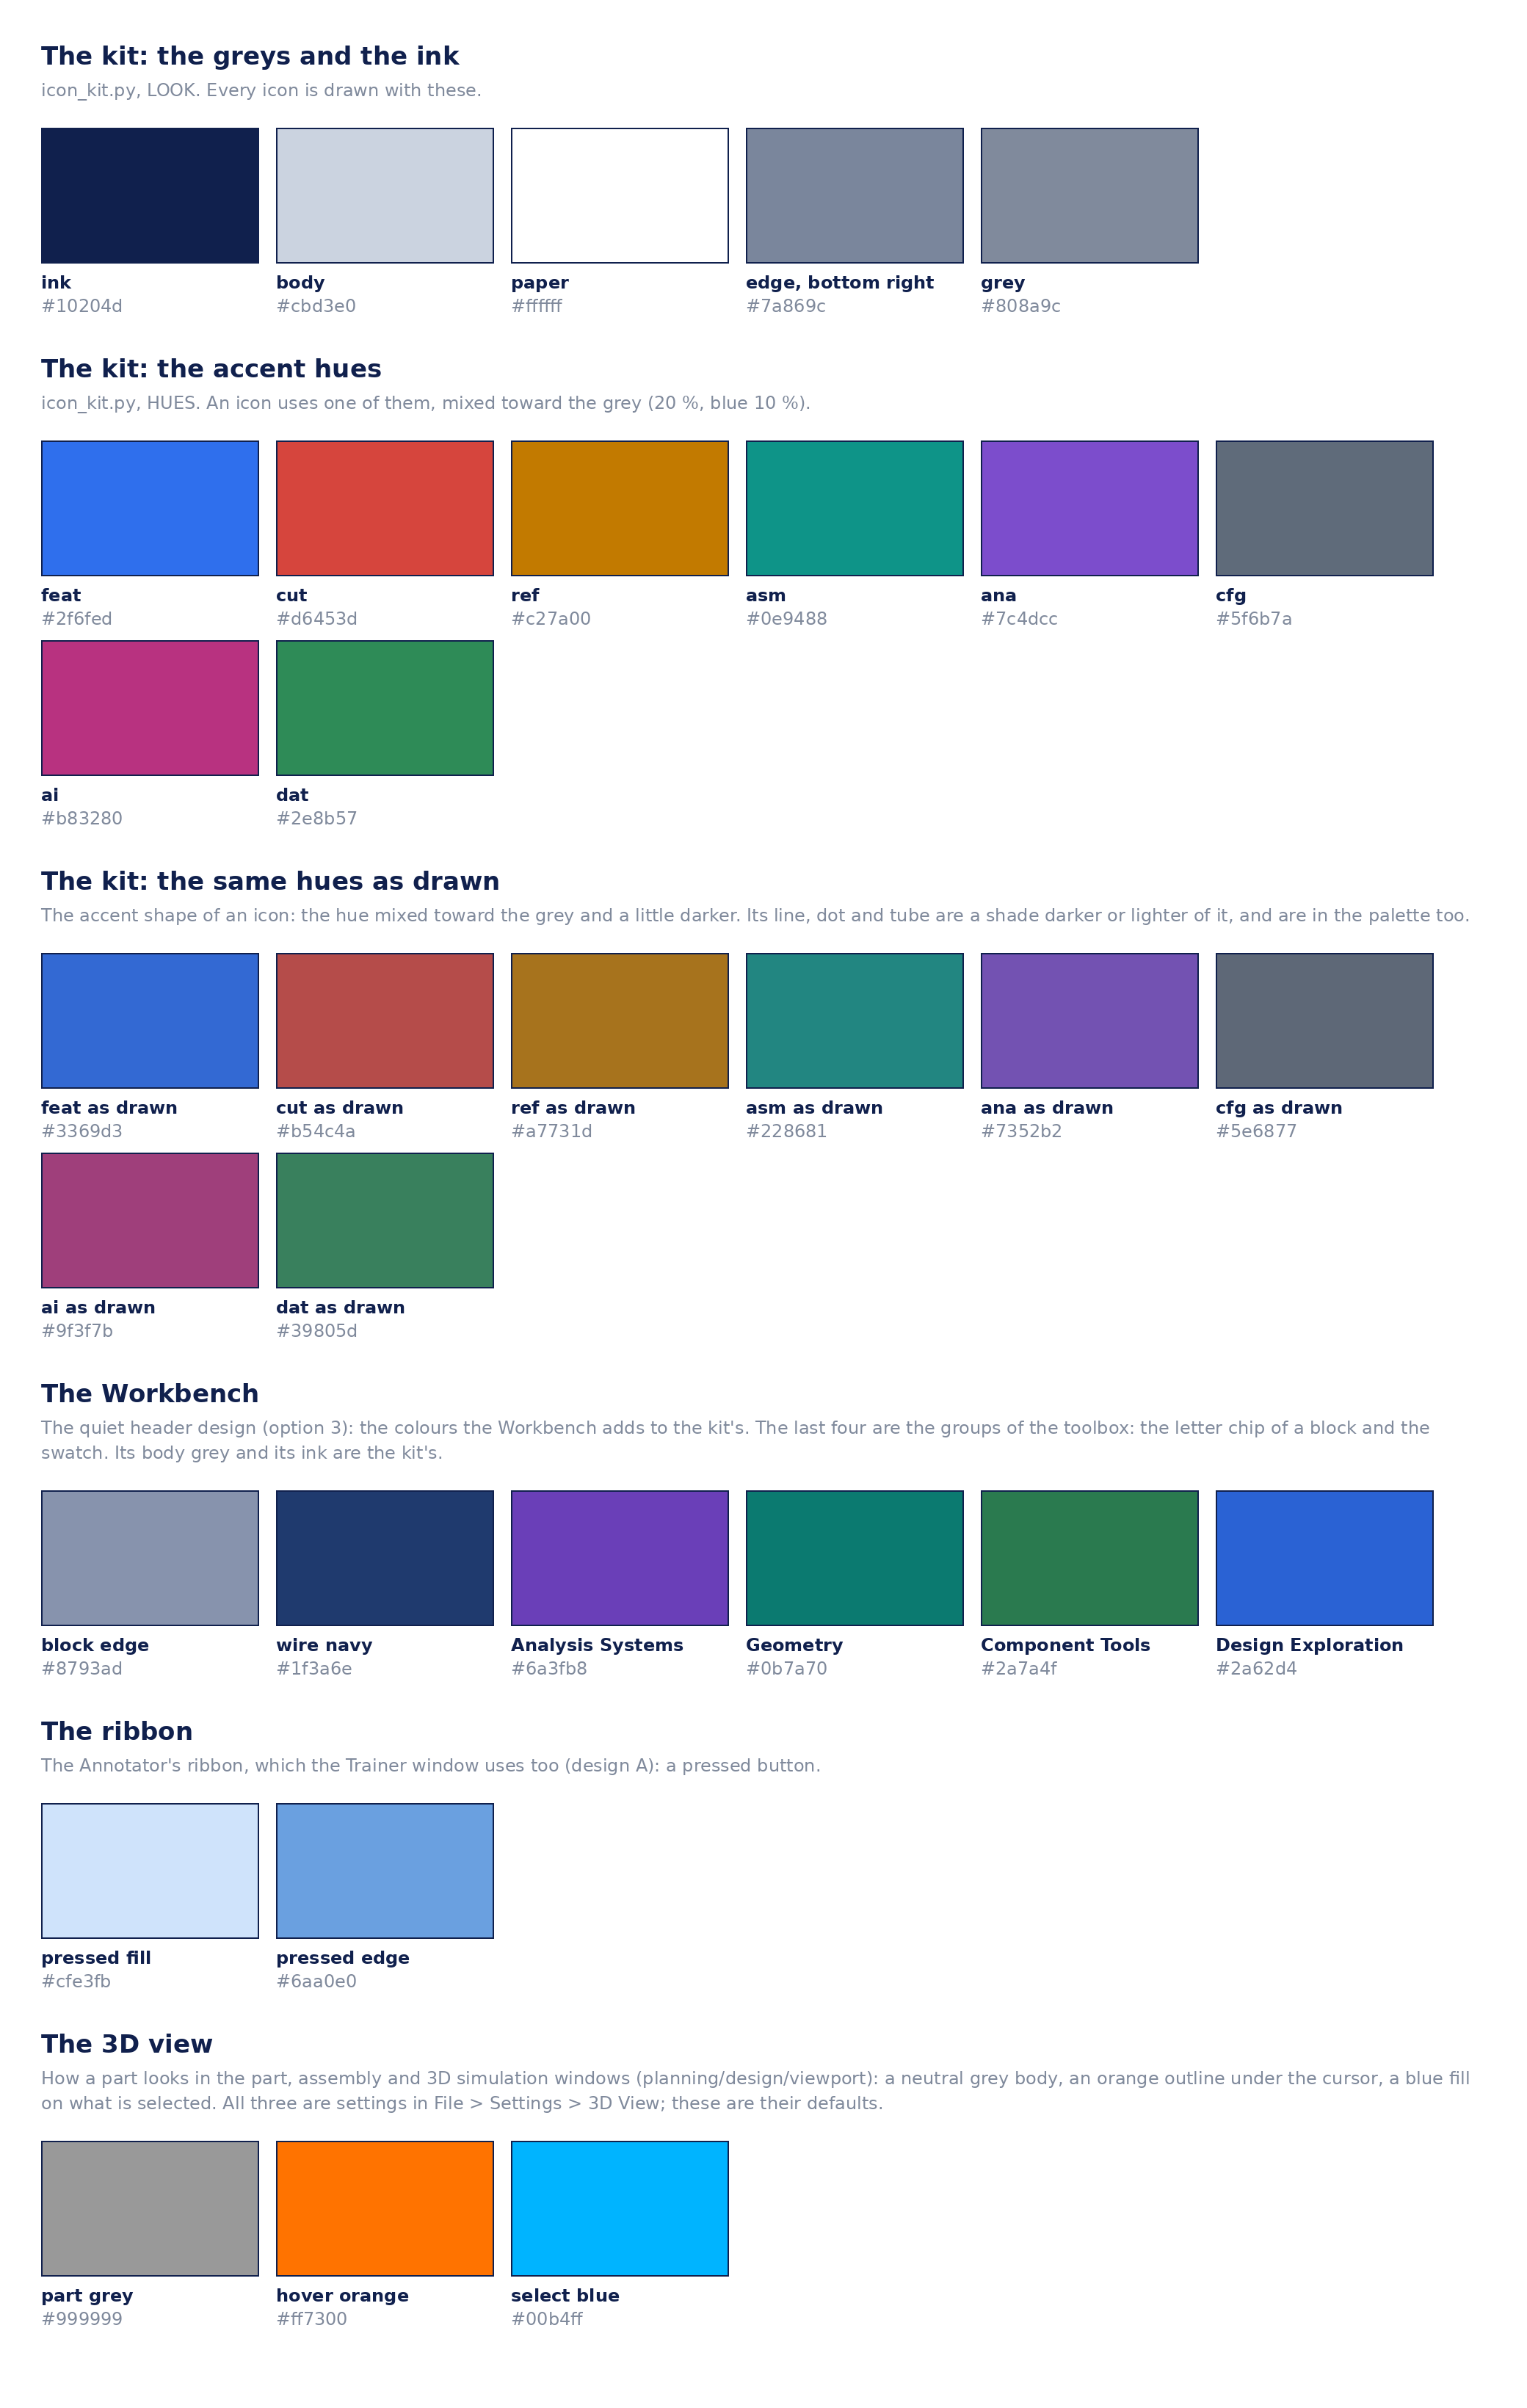 The kit: the greys and the ink
icon_kit.py, LOOK. Every icon is drawn with these.
ink
body
paper
edge, bottom right
grey
#10204d
#cbd3e0
#ffffff
#7a869c
#808a9c
The kit: the accent hues
icon_kit.py, HUES. An icon uses one of them, mixed toward the grey (20 %, blue 10 %).
feat
cut
ref
asm
ana
cfg
#2f6fed
#d6453d
#c27a00
#0e9488
#7c4dcc
#5f6b7a
ai
dat
#b83280
#2e8b57
The kit: the same hues as drawn
The accent shape of an icon: the hue mixed toward the grey and a little darker. Its line, dot and tube are a shade darker or lighter of it, and are in the palette too.
feat as drawn
cut as drawn
ref as drawn
asm as drawn
ana as drawn
cfg as drawn
#3369d3
#b54c4a
#a7731d
#228681
#7352b2
#5e6877
ai as drawn
dat as drawn
#9f3f7b
#39805d
The Workbench
The quiet header design (option 3): the colours the Workbench adds to the kit's. The last four are the groups of the toolbox: the letter chip of a block and the
swatch. Its body grey and its ink are the kit's.
block edge
wire navy
Analysis Systems
Geometry
Component Tools
Design Exploration
#8793ad
#1f3a6e
#6a3fb8
#0b7a70
#2a7a4f
#2a62d4
The ribbon
The Annotator's ribbon, which the Trainer window uses too (design A): a pressed button.
pressed fill
pressed edge
#cfe3fb
#6aa0e0
The 3D view
How a part looks in the part, assembly and 3D simulation windows (planning/design/viewport): a neutral grey body, an orange outline under the cursor, a blue fill
on what is selected. All three are settings in File > Settings > 3D View; these are their defaults.
part grey
hover orange
select blue
#999999
#ff7300
#00b4ff